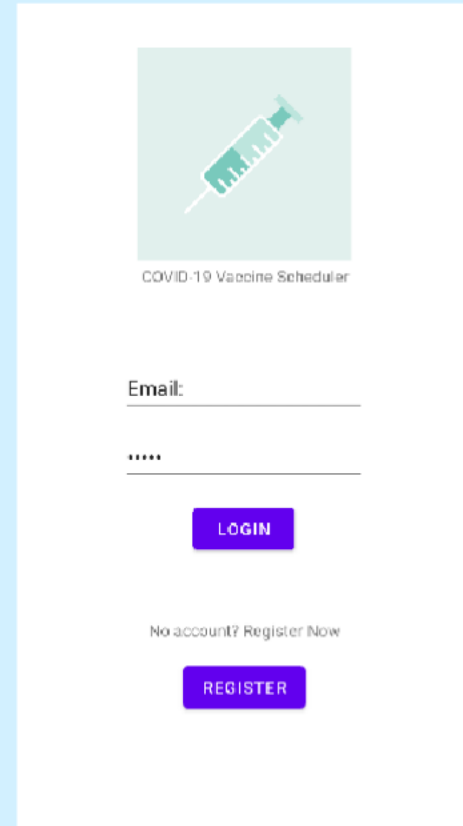 COVID-19 Vaccine Scheduler
Email:
•••••
LOGIN
No account? Register Now
REGISTER